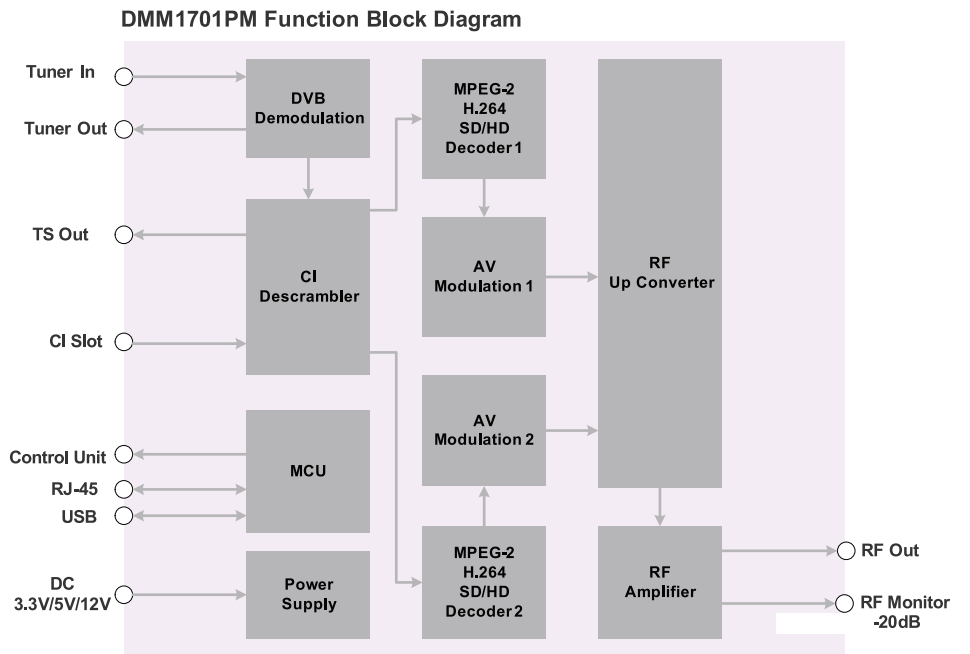 DMM1701PM Function Block Diagram
Tuner In
Tuner Out
TS Out
CI Slot
Control Unit
RJ-45
USB
DC
3.3V/5V/12V
DVB
Demodulation
CI
Descrambler
MCU
Power
Supply
MPEG-2
H.264
SD/HD
Decoder 1
AV
Modulation 1
AV
Modulation 2
MPEG-2
H.264
SD/HD
Decoder 2
RF
Up Converter
RF
Amplifier
RF Out
RF Monitor
-20dB